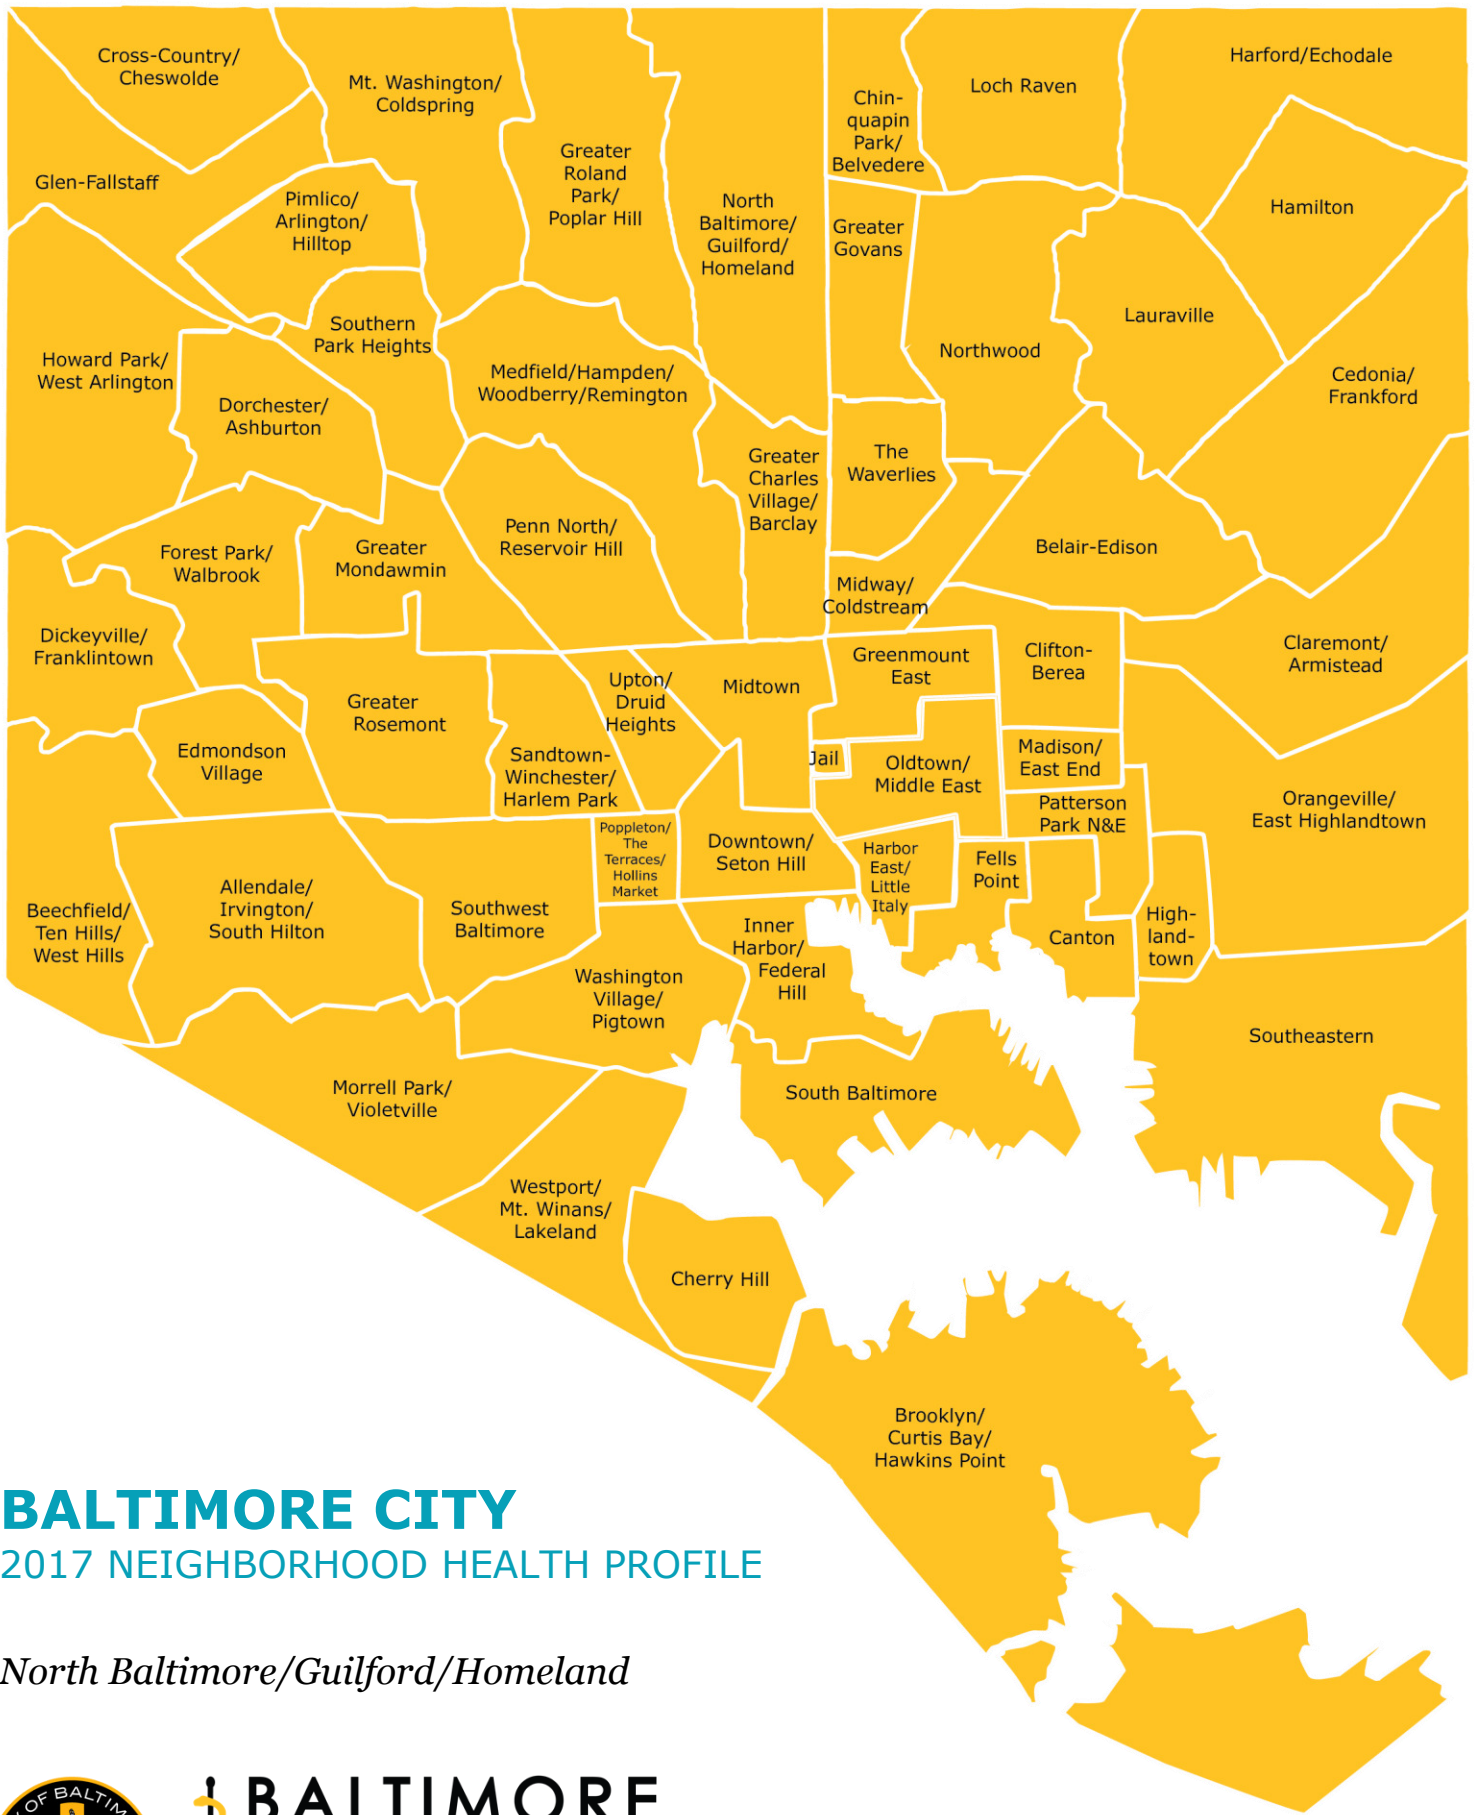 Cross-Country/
Cheswolde
Mt. Washington/
Coldspring
Greater
Roland
Park/
Poplar Hill
North
Baltimore/
Guilford/
Homeland
Chin-
quapin
Park/
Belvedere
Loch Raven
Harford/Echodale
Glen-Fallstaff
Pimlico/
Arlington/
Hilltop
Greater
Govans
Hamilton
Southern
Park Heights
Lauraville
Northwood
Howard Park/
West Arlington
Medfield/Hampden/
Woodberry/Remington
Cedonia/
Frankford
Dorchester/
Ashburton
Greater
Charles
Village/
Barclay
The
Waverlies
Penn North/
Reservoir Hill
Belair-Edison
Forest Park/
Walbrook
Greater
Mondawmin
Midway/
Coldstream
Dickeyville/
Franklintown
Greenmount
East
Clifton-
Berea
Claremont/
Armistead
Upton/
Druid
Heights
Midtown
Greater
Rosemont
Edmondson
Village
Sandtown-
Winchester/
Harlem Park
Jail
Oldtown/
Middle East
Madison/
East End
Patterson
Park N&E
Orangeville/
East Highlandtown
Poppleton/
The
Terraces/
Hollins
Market
Downtown/
Seton Hill
Harbor
East/
Little
Italy
Fells
Point
Allendale/
Irvington/
South Hilton
Beechfield/
Ten Hills/
West Hills
Southwest
Baltimore
Inner
Harbor/
Federal
Hill
Canton
High-
land-
town
Washington
Village/
Pigtown
Southeastern
Morrell Park/
Violetville
South Baltimore
Westport/
Mt. Winans/
Lakeland
Cherry Hill
Brooklyn/
Curtis Bay/
Hawkins Point
BALTIMORE CITY
2017 NEIGHBORHOOD HEALTH PROFILE
North Baltimore/Guilford/Homeland
BALTIMORE